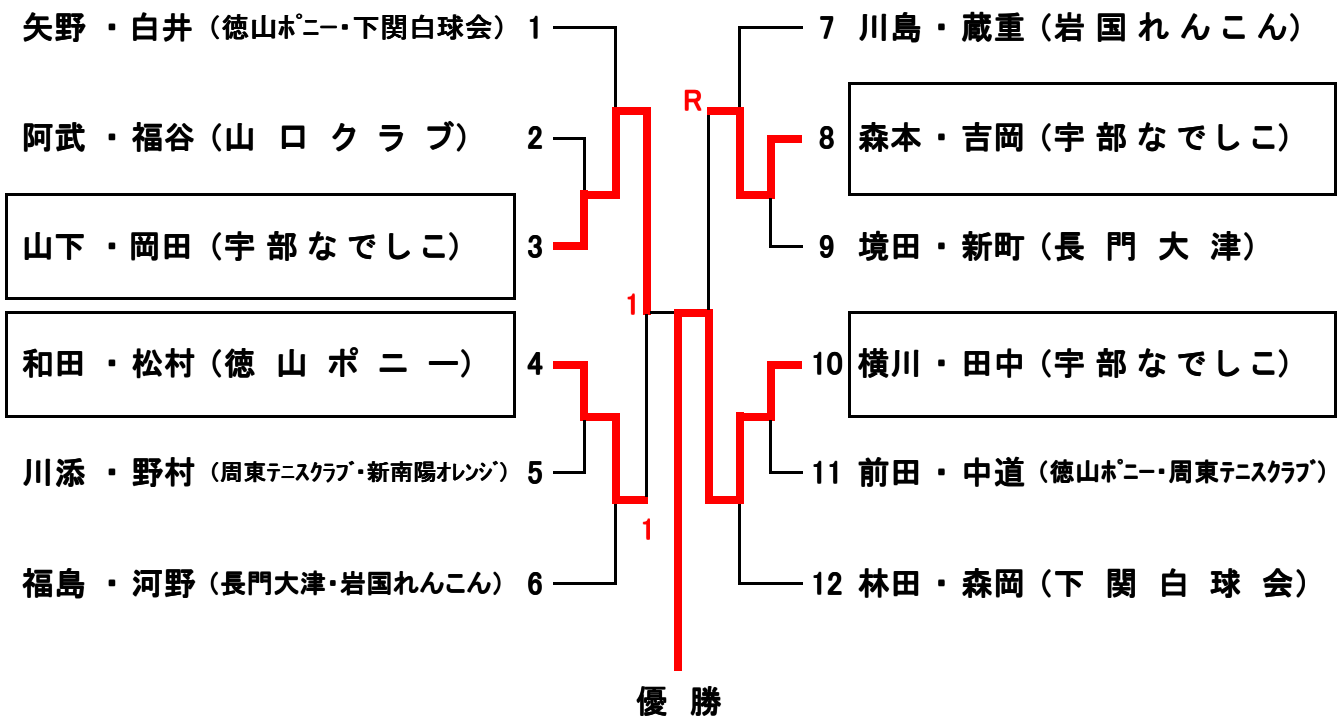 矢野 ・ 白井 （徳山ﾎﾟﾆｰ・下関白球会） 1
阿武 ・ 福谷 （山 口 ク ラ ブ） 2
山下 ・ 岡田 （宇 部 な で し こ） 3
1
和田 ・ 松村 （徳 山 ポ ニ ー） 4
川添 ・ 野村 （周東ﾃﾆｽｸﾗﾌﾞ・新南陽ｵﾚﾝｼﾞ） 5
1
福島 ・ 河野 （長門大津・岩国れんこん） 6
7 川島 ・ 蔵重 （岩 国 れ ん こ ん）
R
8 森本 ・ 吉岡 （宇 部 な で し こ）
9 境田 ・ 新町 （長 門 大 津）
10 横川 ・ 田中 （宇 部 な で し こ）
11 前田 ・ 中道 （徳山ﾎﾟﾆｰ・周東ﾃﾆｽｸﾗﾌﾞ）
12 林田 ・ 森岡 （下 関 白 球 会）
優 勝